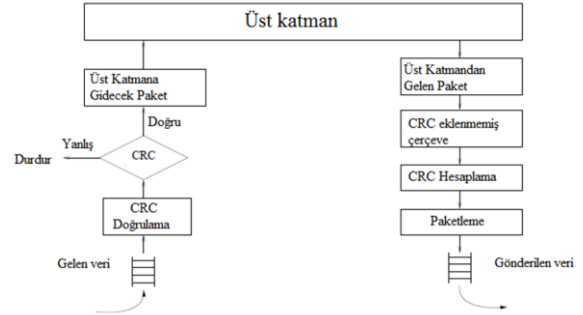 Üst katman
Üst Katmana
Gidecek Paket
Doğru
Yanlış
CRC
Durdur
CRC
Doğrulama
Gelen veri
Üst Katmandan
Gelen Paket
CRC eklenmemiş
çerçeve
CRC Hesaplama
Paketleme
Gönderilen veri